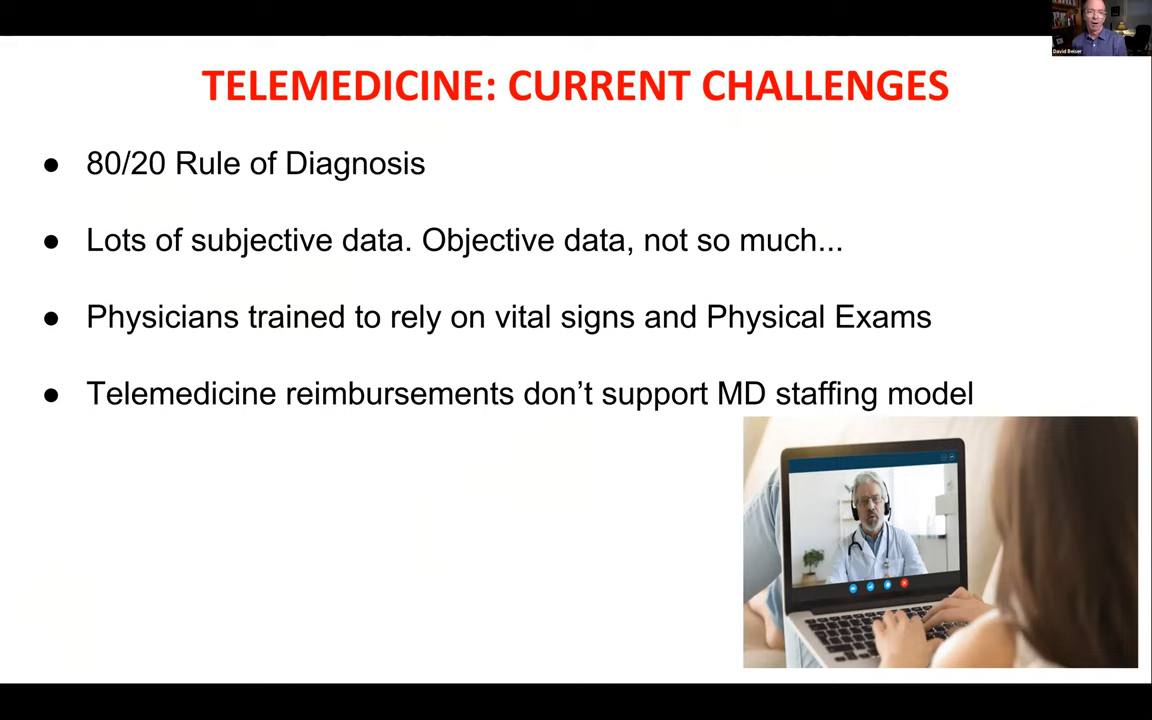 David Beiser
TELEMEDICINE: CURRENT CHALLENGES
● 80/20 Rule of Diagnosis
● Lots of subjective data. Objective data, not so much...
● Physicians trained to rely on vital signs and Physical Exams
● Telemedicine reimbursements don’t support MD staffing model